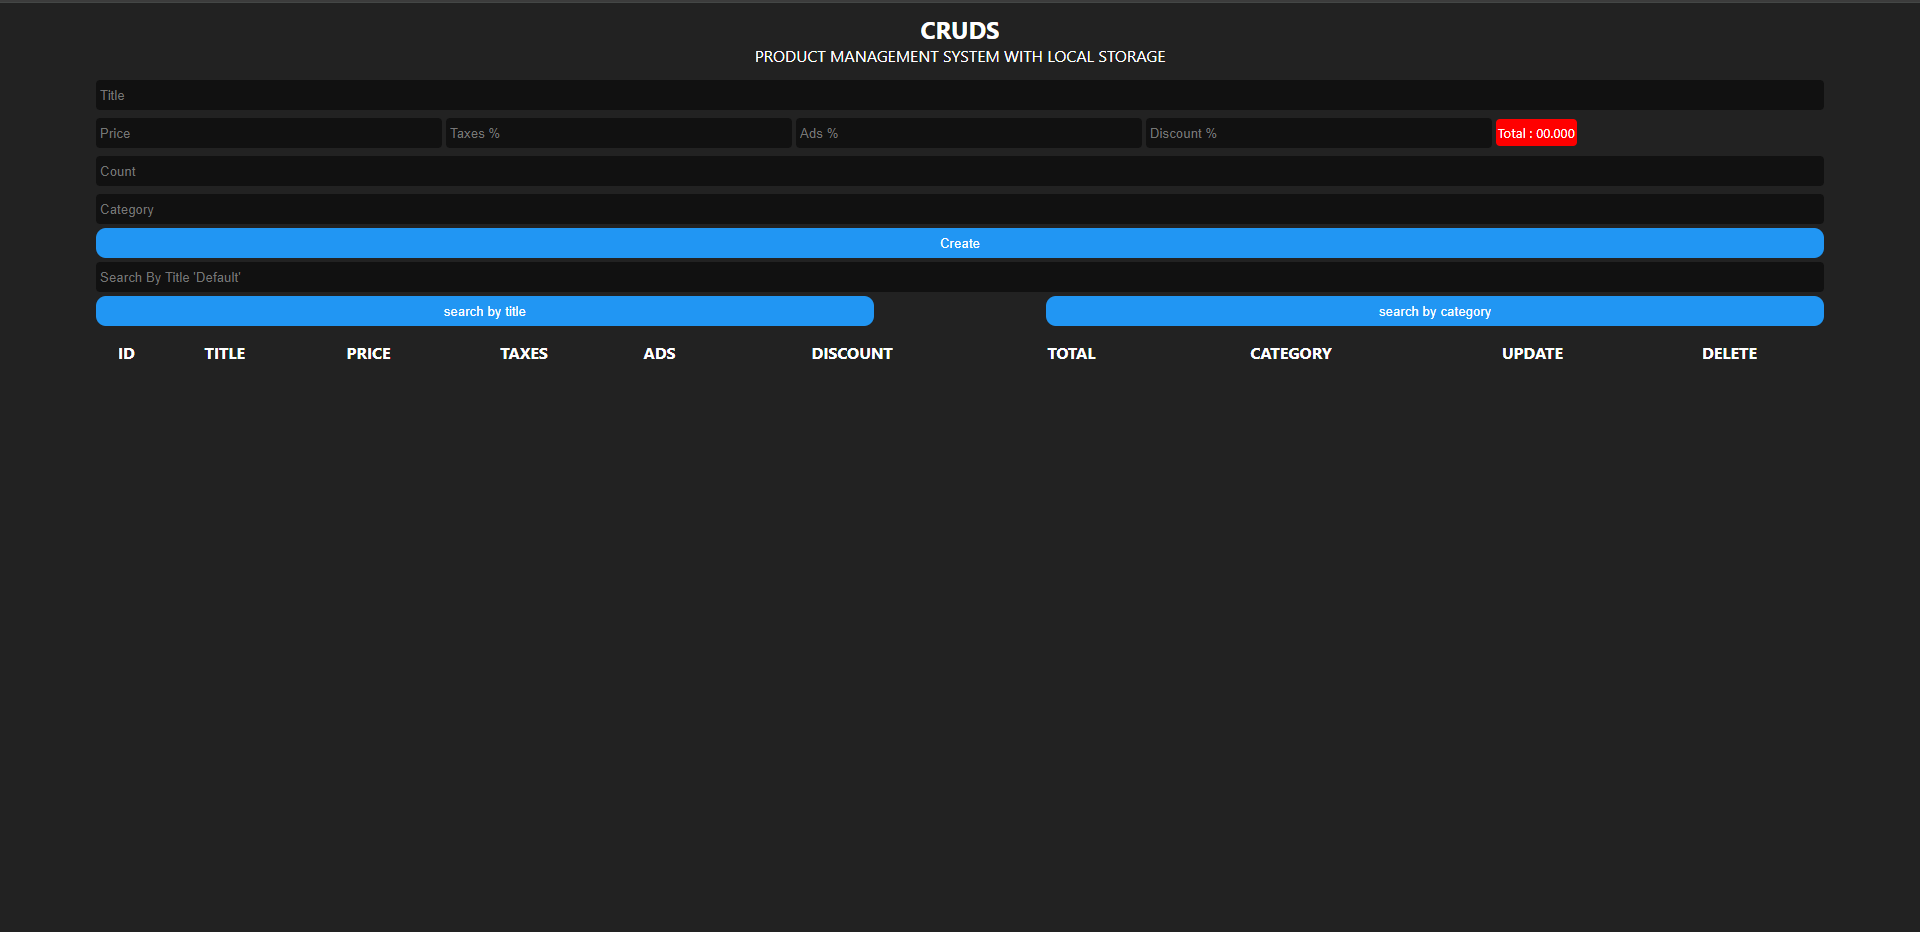 CRUDS
PRODUCT MANAGEMENT SYSTEM WITH LOCAL STORAGE
Title
Price Taxes % Ads % Discount % Total : 00.000
Count
Category
Create
Search By Title 'Default'
search by title search by category
ID TITLE PRICE TAXES ADS DISCOUNT TOTAL CATEGORY UPDATE DELETE